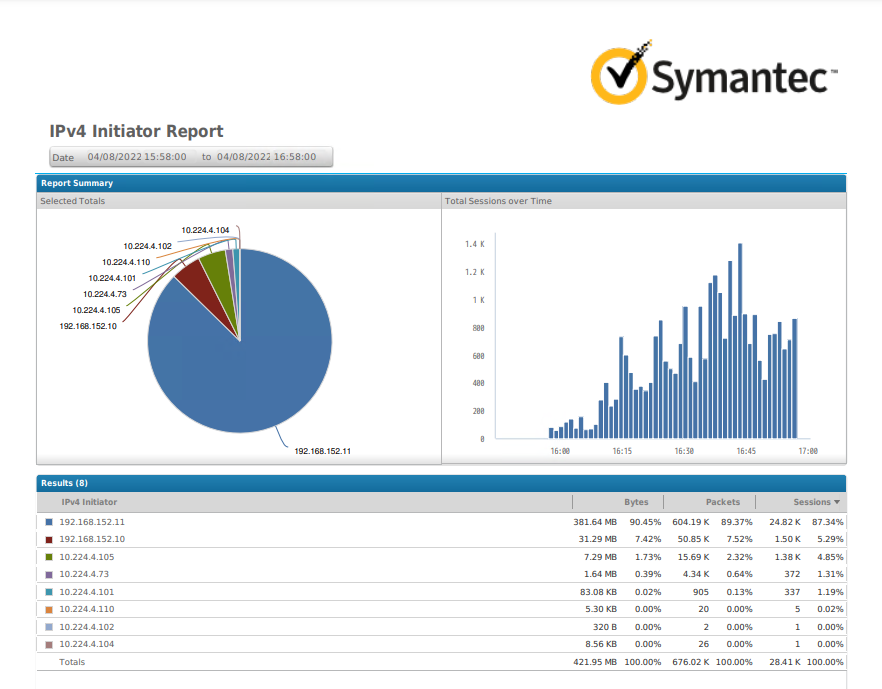 Symantec™
IPv4 Initiator Report
Date 04/08/2022 15:58:00 to 04/08/2022 16:58:00
Report Summary
Selected Totals
Total Sessions over Time
10.224.4.104
10.224.4.102
10.224.4.110
10.224.4.101
10.224.4.73
10.224.4.105
192.168.152.10
192.168.152.11
1.4 K
1.2 K
1 K
800
600
400
200
0
16:00 16:15 16:30 16:45 17:00
Results (8)
IPv4 Initiator Bytes Packets Sessions ▼
192.168.152.11 381.64 MB 90.45% 604.19 K 89.37% 24.82 K 87.34%
192.168.152.10 31.29 MB 7.42% 50.85 K 7.52% 1.50 K 5.29%
10.224.4.105 7.29 MB 1.73% 15.69 K 2.32% 1.38 K 4.85%
10.224.4.73 1.64 MB 0.39% 4.34 K 0.64% 372 1.31%
10.224.4.101 83.08 KB 0.02% 905 0.13% 337 1.19%
10.224.4.110 5.30 KB 0.00% 20 0.00% 5 0.02%
10.224.4.102 320 B 0.00% 2 0.00% 1 0.00%
10.224.4.104 8.56 KB 0.00% 26 0.00% 1 0.00%
Totals 421.95 MB 100.00% 676.02 K 100.00% 28.41 K 100.00%